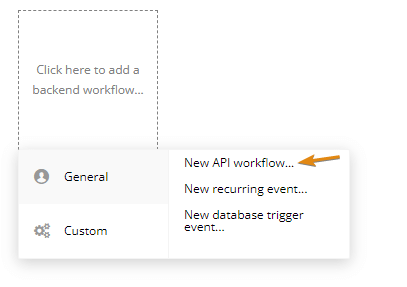 Click here to add a
backend workflow...
General
Custom
New API workflow...
New recurring event...
New database trigger
event...